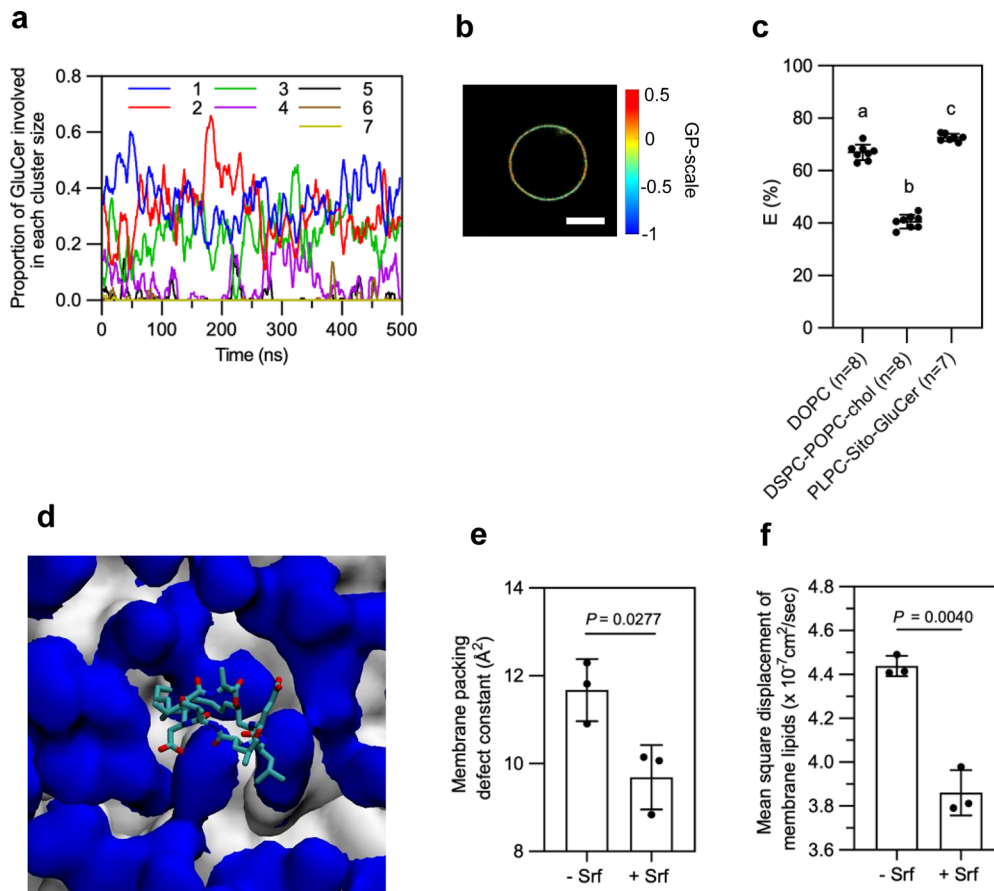 a
Proportion of GluCer involved
in each cluster size
0.8
0.6
0.4
0.2
0.0
1 3 5
2 4 6
7
0 100 200 300 400 500
Time (ns)
b
0.5
0
-0.5
-1
GP-scale
c
E (%)
100
80
60
40
20
0
a
b
c
DOPC (n=8)
DSPC-POPC-chol (n=8)
PLPC-Sito-GluCer (n=7)
d
e
Membrane packing
defect constant (Å²)
14
12
10
8
P = 0.0277
- Srf + Srf
f
Mean square displacement of
membrane lipids (x 10⁻⁷cm²/sec)
4.8
4.6
4.4
4.2
4.0
3.8
3.6
P = 0.0040
- Srf + Srf